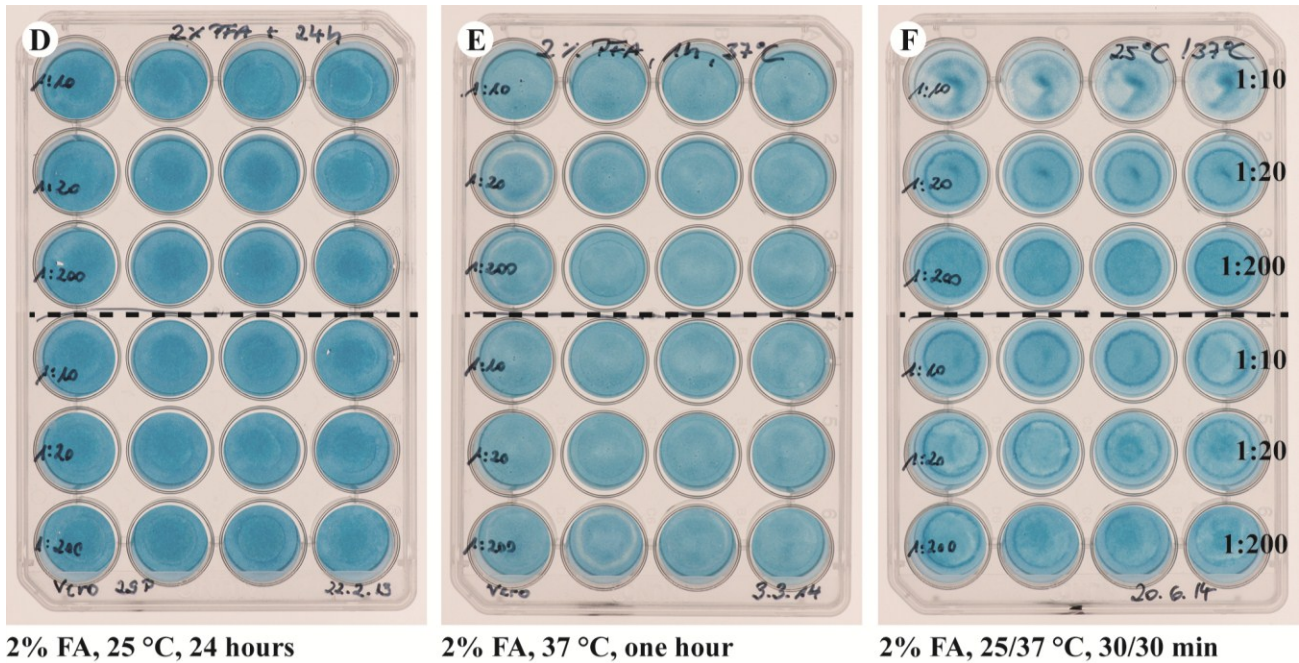 D
2% PFA + 24h
1:10
1:20
1:200
1:10
1:20
1:200
Vero 22.2.13
2% FA, 25 °C, 24 hours
E
2% PFA, 1h, 37°C
1:10
1:20
1:200
1:10
1:20
1:200
Vero 3.3.14
2% FA, 37 °C, one hour
F
25°C / 37°C
1:10 1:10
1:20 1:20
1:200 1:200
1:10 1:10
1:20 1:20
1:200 1:200
20.6.14
2% FA, 25/37 °C, 30/30 min